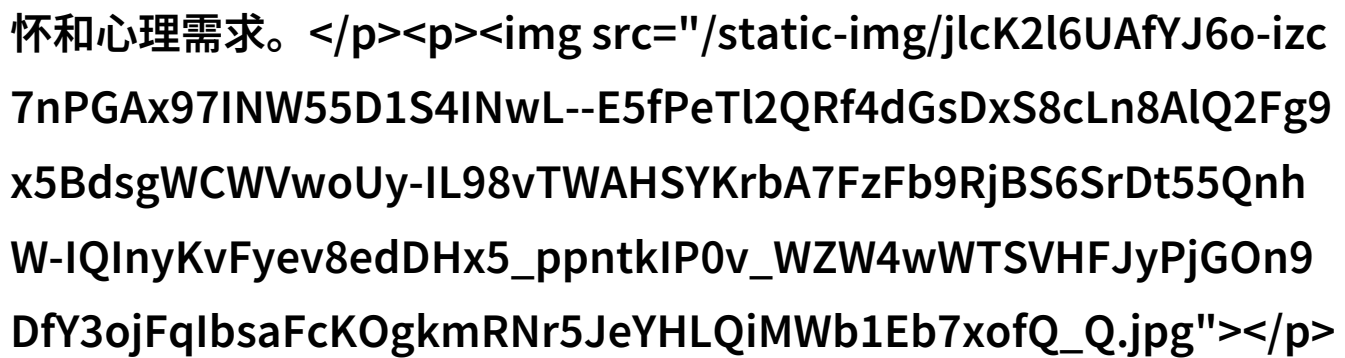 怀和心理需求。</p><p><img src="/static-img/jlcK2l6UAfYJ6o-izc
7nPGAx97INW55D1S4INwL--E5fPeTl2QRf4dGsDxS8cLn8AlQ2Fg9
x5BdsgWCWVwoUy-IL98vTWAHSYKrbA7FzFb9RjBS6SrDt55Qnh
W-IQInyKvFyev8edDHx5_ppntkIP0v_WZW4wWTSVHFJyPjGOn9
DfY3ojFqIbsaFcKOgkmRNr5JeYHLQiMWb1Eb7xofQ_Q.jpg"></p>